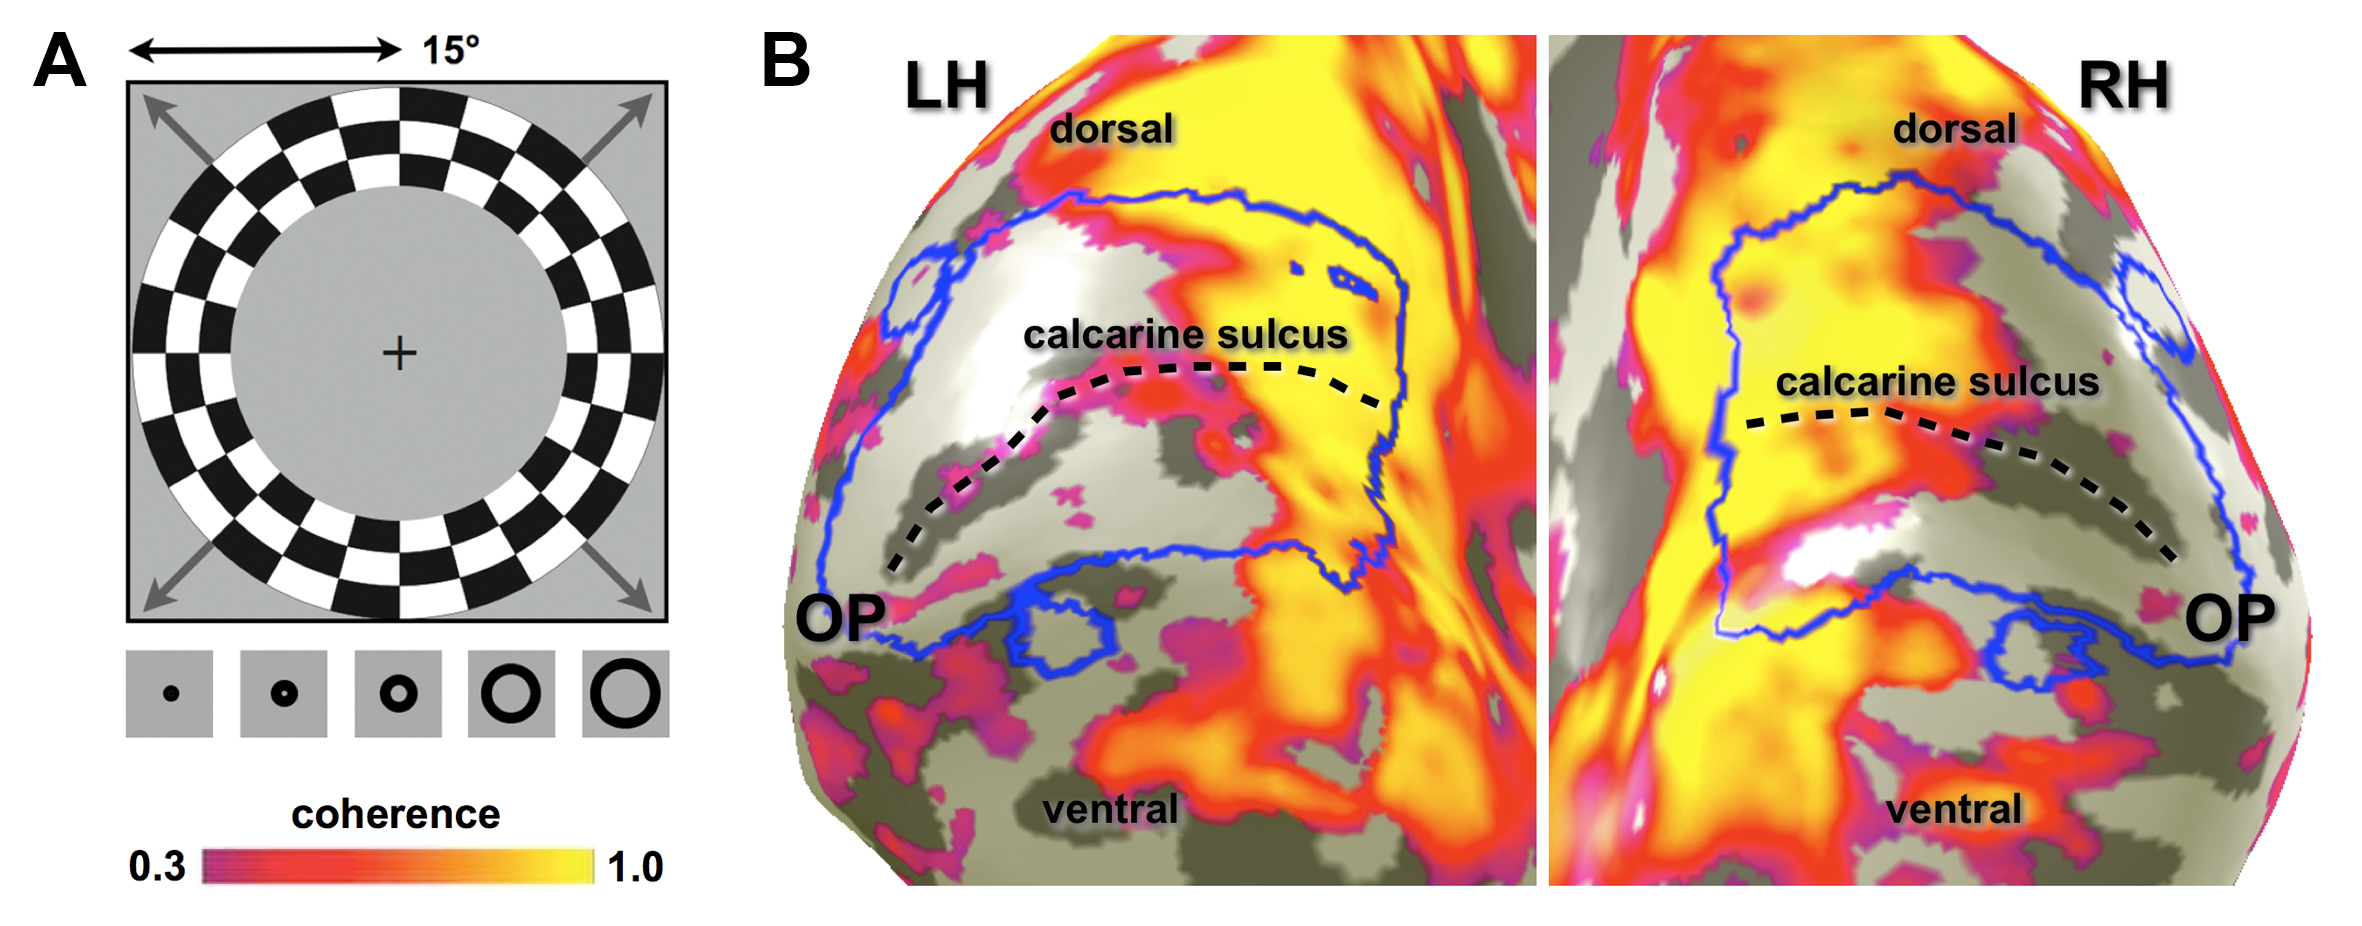 A
15°
coherence
0.3
1.0
B
LH
dorsal
calcarine sulcus
OP
ventral
RH
dorsal
calcarine sulcus
OP
ventral